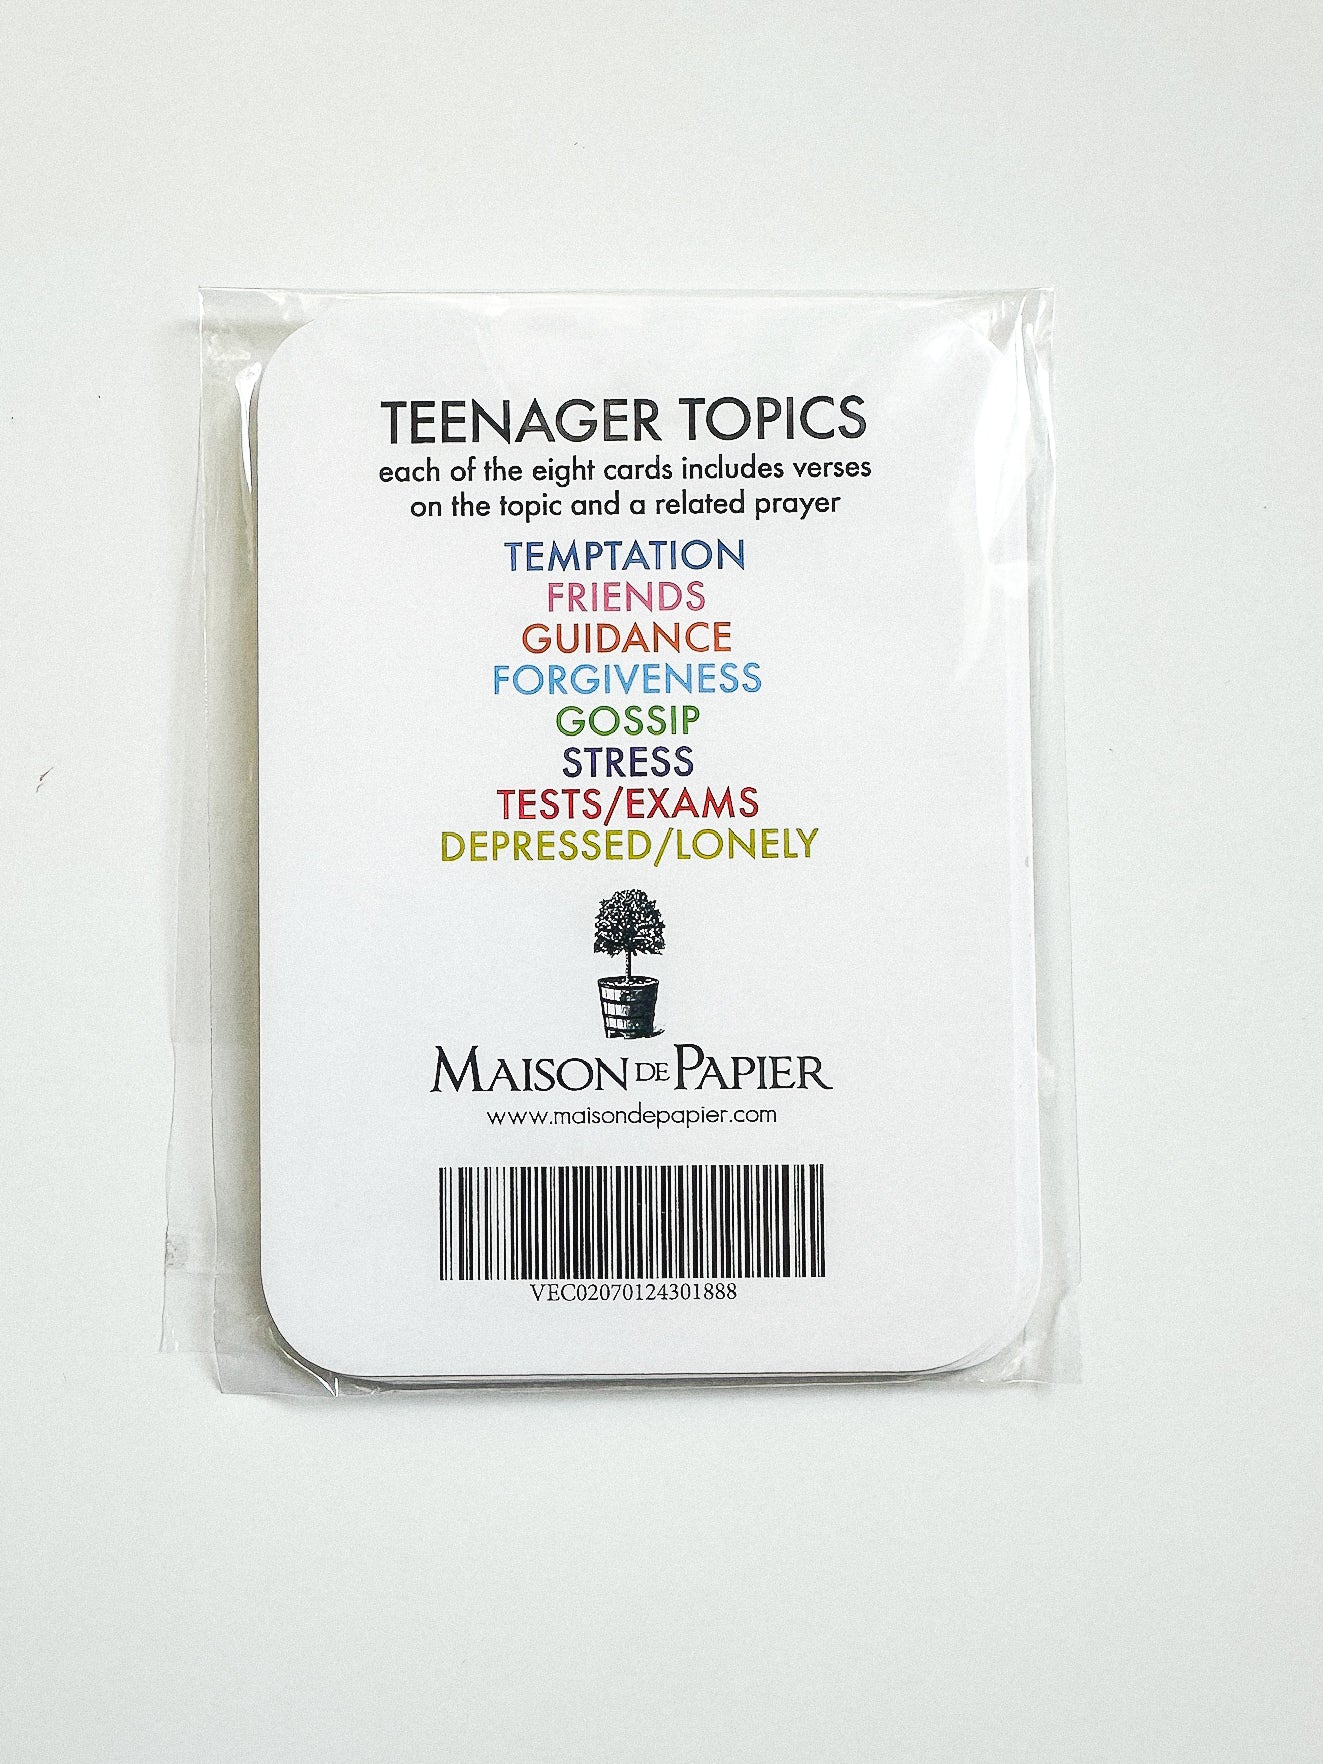 TEENAGER TOPICS
each of the eight cards includes verses
on the topic and a related prayer
TEMPTATION
FRIENDS
GUIDANCE
FORGIVENESS
GOSSIP
STRESS
TESTS/EXAMS
DEPRESSED/LONELY
MAISON DE PAPIER
www.maisondepapier.com
VEC02070124301888